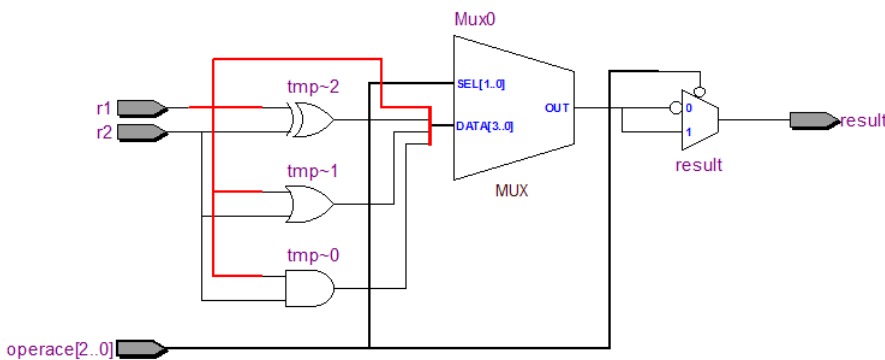 Mux0
tmp~2
SEL[1..0]
r1
OUT
0
r2
DATA[3..0]
result
1
tmp~1
result
MUX
tmp~0
operace[2..0]